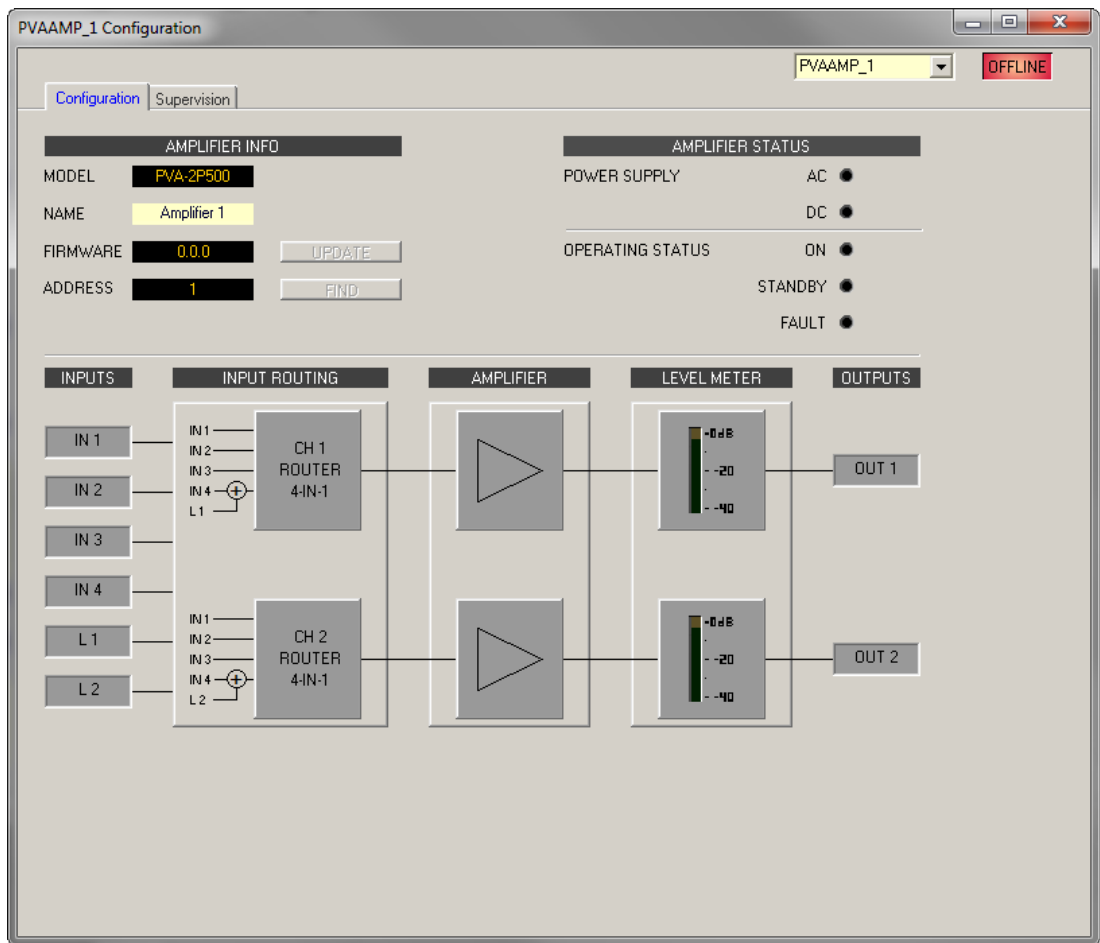 PVAAMP_1 Configuration
PVAAMP_1
OFFLINE
Configuration
Supervision
AMPLIFIER INFO
MODEL PVA-2P500
NAME Amplifier 1
FIRMWARE 0.0.0 UPDATE
ADDRESS 1 FIND
AMPLIFIER STATUS
POWER SUPPLY AC
DC
OPERATING STATUS ON
STANDBY
FAULT
INPUTS
INPUT ROUTING
AMPLIFIER
LEVEL METER
OUTPUTS
IN 1
IN 2
IN 3
IN 4
L 1
L 2
IN 1
IN 2
IN 3
IN 4
L 1
CH 1
ROUTER
4-IN-1
-0dB
-20
-40
OUT 1
IN 1
IN 2
IN 3
IN 4
L 2
CH 2
ROUTER
4-IN-1
-0dB
-20
-40
OUT 2